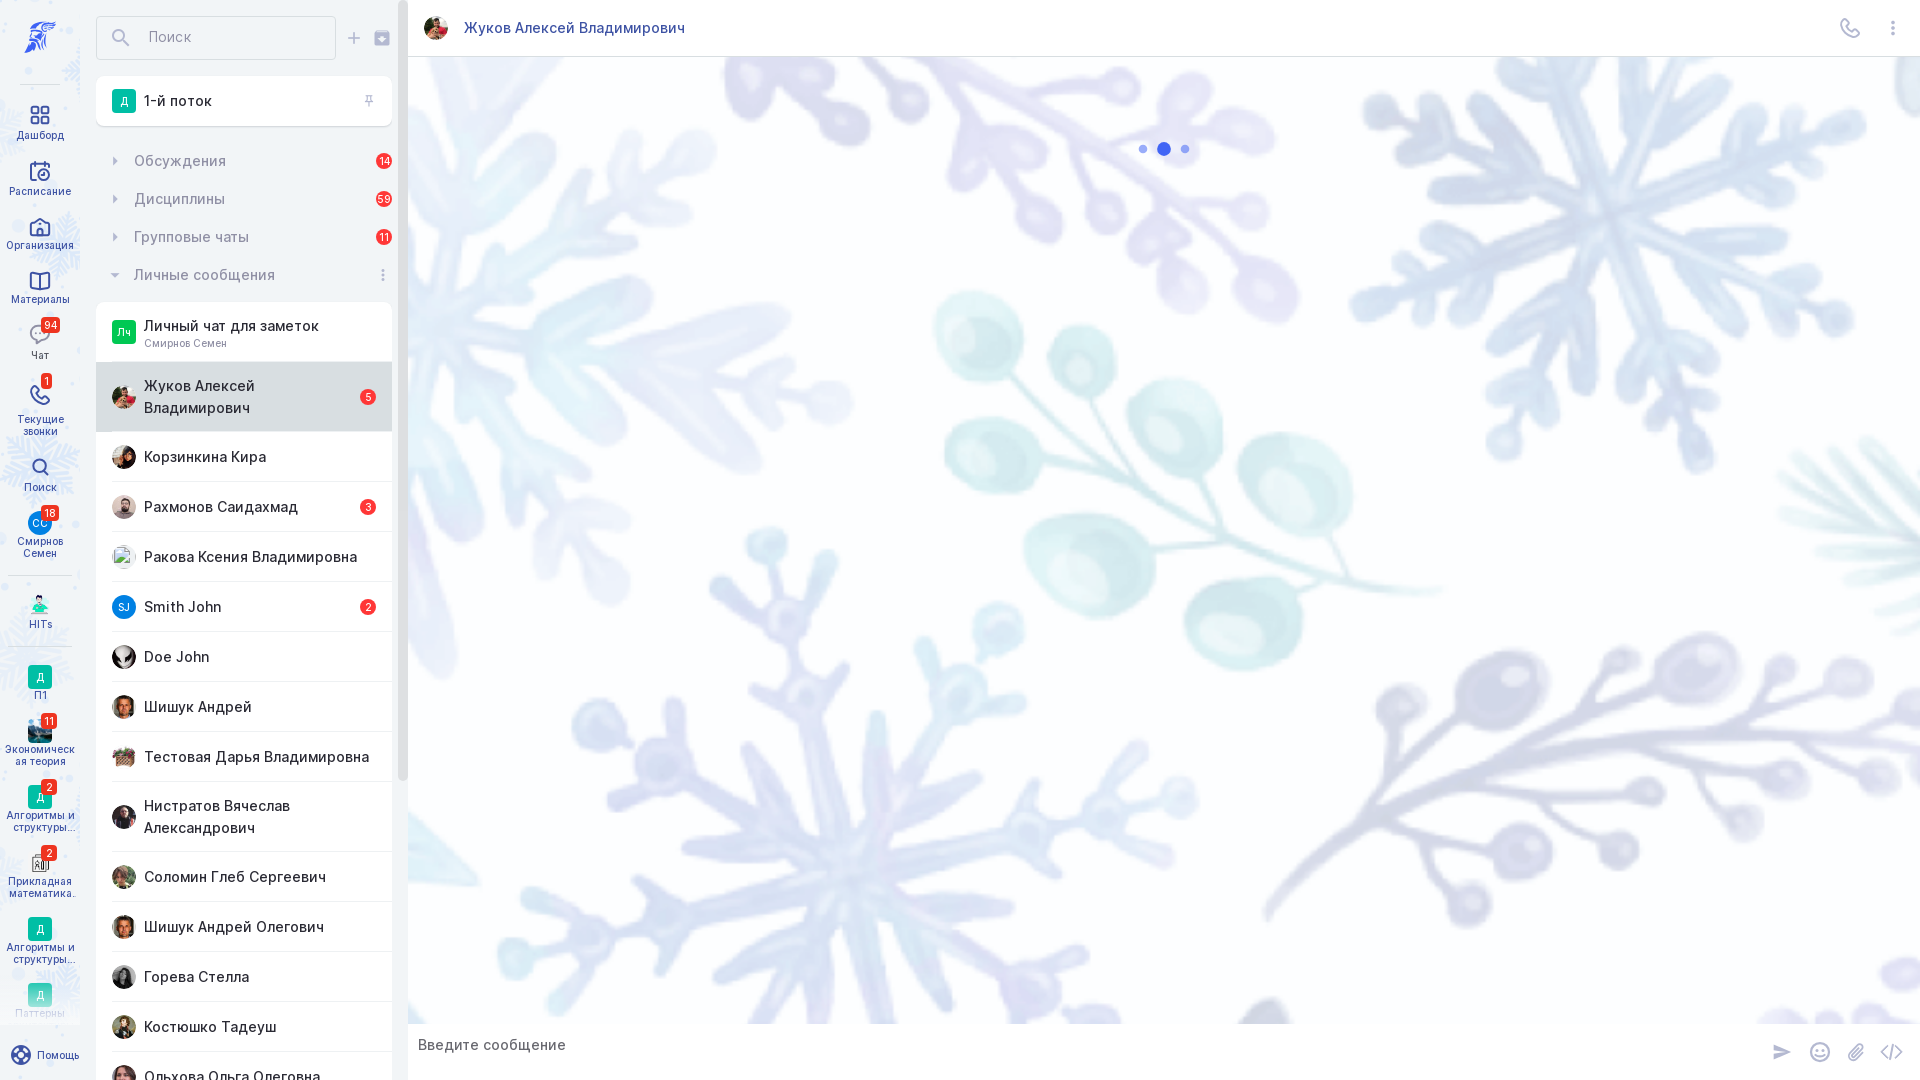 Дашборд
Расписание
Организация
Материалы
94
Чат
1
Текущие
звонки
Поиск
СС
18
Смирнов
Семен
HITs
Д
П1
11
Экономическ
ая теория
2
Д
Алгоритмы и
структуры...
2
Прикладная
математика..
Д
Алгоритмы и
структуры...
Д
Паттерны
Помощь
Поиск
Д
1-й поток
Обсуждения
14
Дисциплины
59
Групповые чаты
11
Личные сообщения
Лч
Личный чат для заметок
Смирнов Семен
Жуков Алексей
Владимирович
5
Корзинкина Кира
Рахмонов Саидахмад
3
Ракова Ксения Владимировна
SJ
Smith John
2
Doe John
Шишук Андрей
Тестовая Дарья Владимировна
Нистратов Вячеслав
Александрович
Соломин Глеб Сергеевич
Шишук Андрей Олегович
Горева Стелла
Костюшко Тадеуш
Ольхова Ольга Олеговна
Жуков Алексей Владимирович
Введите сообщение